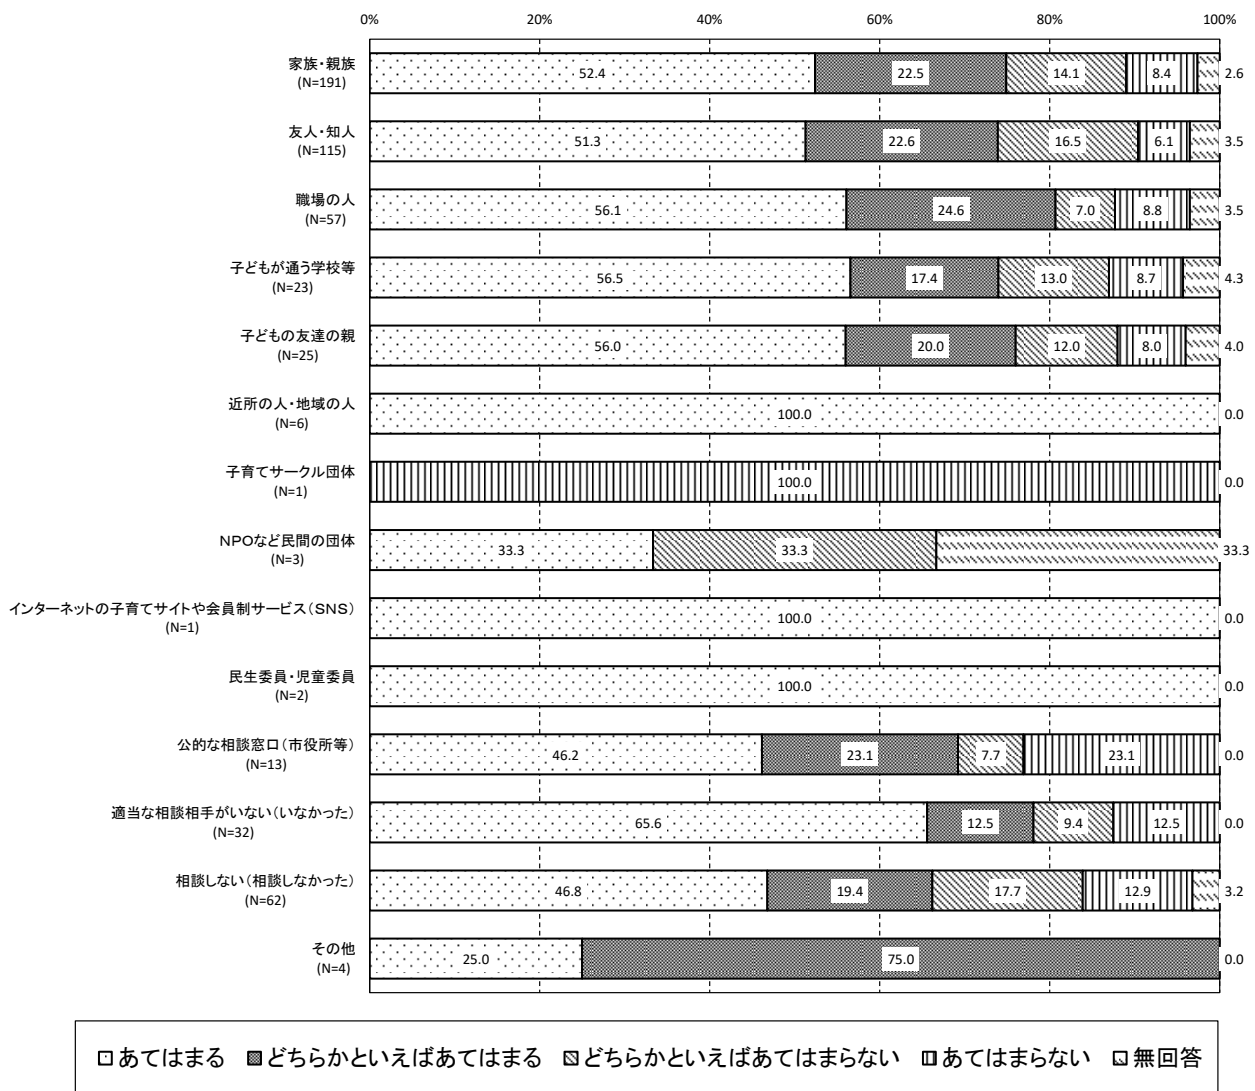 0% 20% 40% 60% 80% 100%
家族・親族
(N=191)
52.4 22.5 14.1 8.4 2.6
友人・知人
(N=115)
51.3 22.6 16.5 6.1 3.5
職場の人
(N=57)
56.1 24.6 7.0 8.8 3.5
子どもが通う学校等
(N=23)
56.5 17.4 13.0 8.7 4.3
子どもの友達の親
(N=25)
56.0 20.0 12.0 8.0 4.0
近所の人・地域の人
(N=6)
100.0 0.0
子育てサークル団体
(N=1)
100.0 0.0
NPOなど民間の団体
(N=3)
33.3 33.3 33.3
インターネットの子育てサイトや会員制サービス(SNS)
(N=1)
100.0 0.0
民生委員・児童委員
(N=2)
100.0 0.0
公的な相談窓口(市役所等)
(N=13)
46.2 23.1 7.7 23.1 0.0
適当な相談相手がいない(いなかった)
(N=32)
65.6 12.5 9.4 12.5 0.0
相談しない(相談しなかった)
(N=62)
46.8 19.4 17.7 12.9 3.2
その他
(N=4)
25.0 75.0 0.0
あてはまる どちらかといえばあてはまる どちらかといえばあてはまらない あてはまらない 無回答